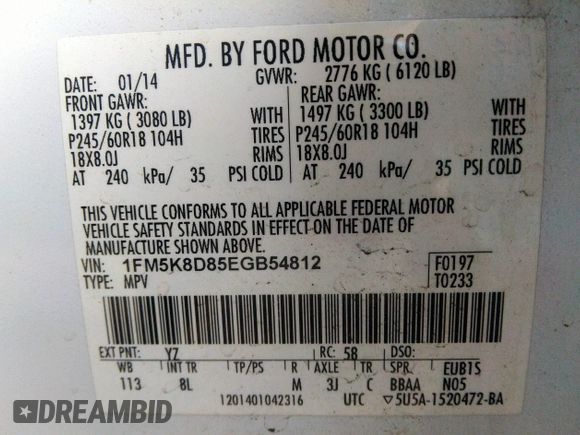 MFD. BY FORD MOTOR CO.
DATE: 01/14 GVWR: 2776 KG ( 6120 LB)
FRONT GAWR: REAR GAWR:
1397 KG ( 3080 LB) WITH 1497 KG ( 3300 LB) WITH
P245/60R18 104H TIRES P245/60R18 104H TIRES
18X8.0J RIMS 18X8.0J RIMS
AT 240 kPa/ 35 PSI COLD AT 240 kPa/ 35 PSI COLD
THIS VEHICLE CONFORMS TO ALL APPLICABLE FEDERAL MOTOR
VEHICLE SAFETY STANDARDS IN EFFECT ON THE DATE OF
MANUFACTURE SHOWN ABOVE.
VIN: 1FM5K8D85EGB54812 F0197
TYPE: MPV T0233
EXT PNT: YZ RC: 58 DSO:
WB INT TR TP/PS R AXLE TR SPR EUB1S
113 8L M 3J C BBAA N05
1201401042316 UTC ▽5U5A-1520472-BA
DREAMBID